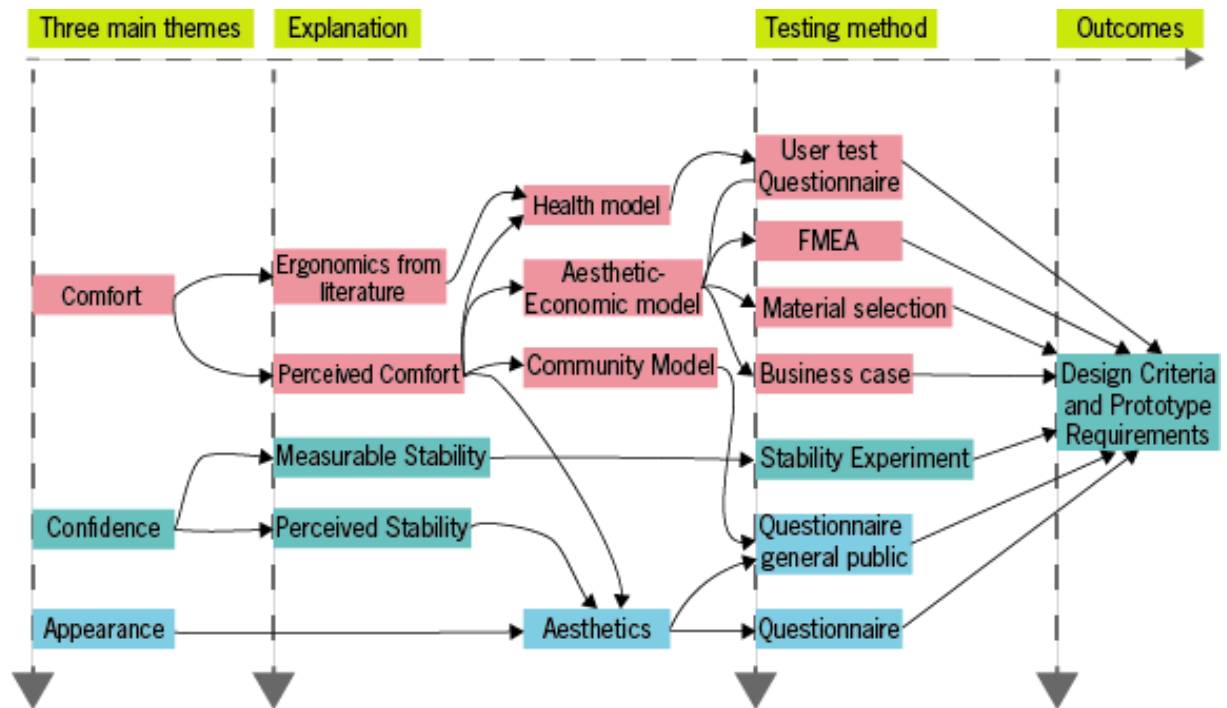 Three main themes
Explanation
Testing method
Outcomes
User test
Questionnaire
Health model
FMEA
Ergonomics from
literature
Aesthetic-
Economic model
Comfort
Material selection
Perceived Comfort
Community Model
Business case
Design Criteria
and Prototype
Requirements
Measurable Stability
Stability Experiment
Confidence
Perceived Stability
Questionnaire
general public
Appearance
Aesthetics
Questionnaire